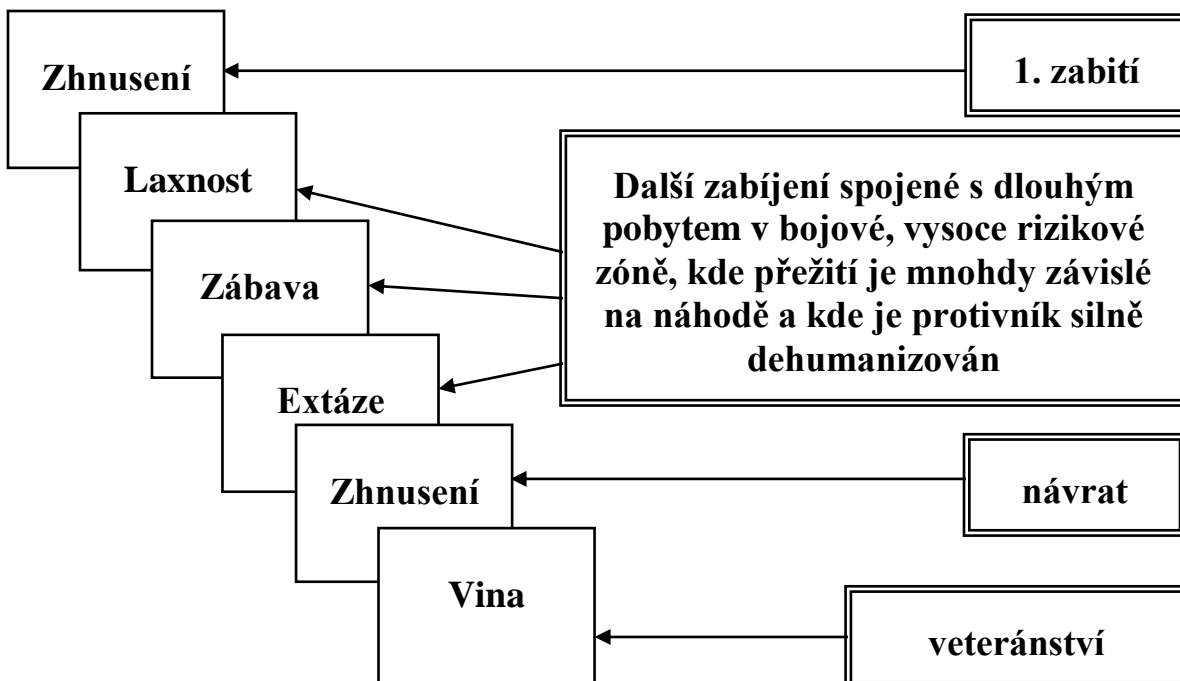 Zhnusení
1. zabití
Laxnost
Další zabíjení spojené s dlouhým
pobytem v bojové, vysoce rizikové
zóně, kde přežití je mnohdy závislé
na náhodě a kde je protivník silně
dehumanizován
Zábava
Extáze
Zhnusení
návrat
Vina
veteránství